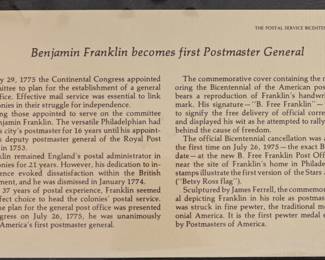 THE POSTAL SERVICE BICENTEN
Benjamin Franklin becomes first Postmaster General
y 29, 1775 the Continental Congress appointed
mittee to plan for the establishment of a general
ffice. Effective mail service was essential to link
onies in their struggle for independence.
ng those appointed to serve on the committee
enjamin Franklin. The versatile Philadelphian had
s city's postmaster for 16 years until his appoint-
s deputy postmaster general of the Royal Post
in 1753.
klin remained England's postal administrator in
onies for 21 years. However, his dedication to in-
ence evoked dissatisfaction within the British
ment, and he was dismissed in January 1774.
37 years of postal experience, Franklin seemed
rfect choice to head the colonies' postal service.
he plan for the general post office was presented
ngress on July 26, 1775, he was unanimously
America's first postmaster general.
The commemorative cover containing the
oring the Bicentennial of the American pos
bears a reproduction of Franklin's handwr
mark. His signature—"B. Free Franklin"—
to signify the free delivery of official corre
and displayed his wit as he attempted to rally
behind the cause of freedom.
The official Bicentennial cancellation was a
the first time on July 26, 1975—the exact B
date—at the new B. Free Franklin Post Offi
near the site of Franklin's home in Philade
stamps illustrate the first version of the Stars
("Betsy Ross flag").
Sculptured by James Ferrell, the commemo
al depicting Franklin in his role as postmas
was struck in fine pewter, the traditional m
onial America. It is the first pewter medal e
by Postmasters of America.